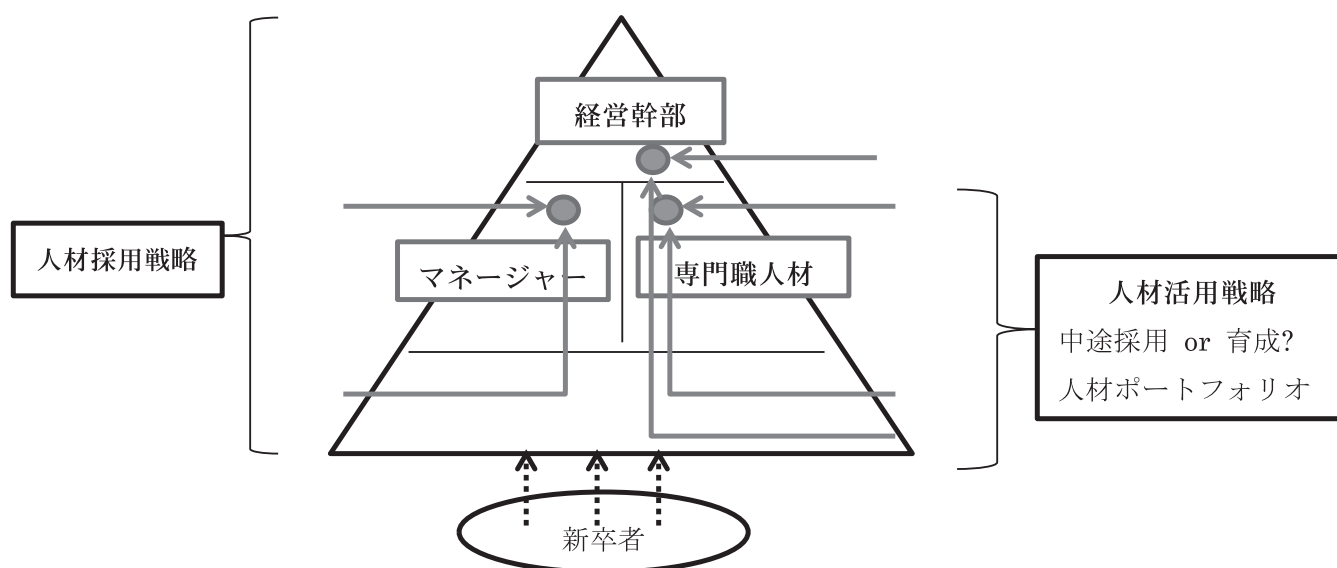 経営幹部
人材採用戦略
マネージャー
専門職人材
人材活用戦略
中途採用 or 育成?
人材ポートフォリオ
新卒者